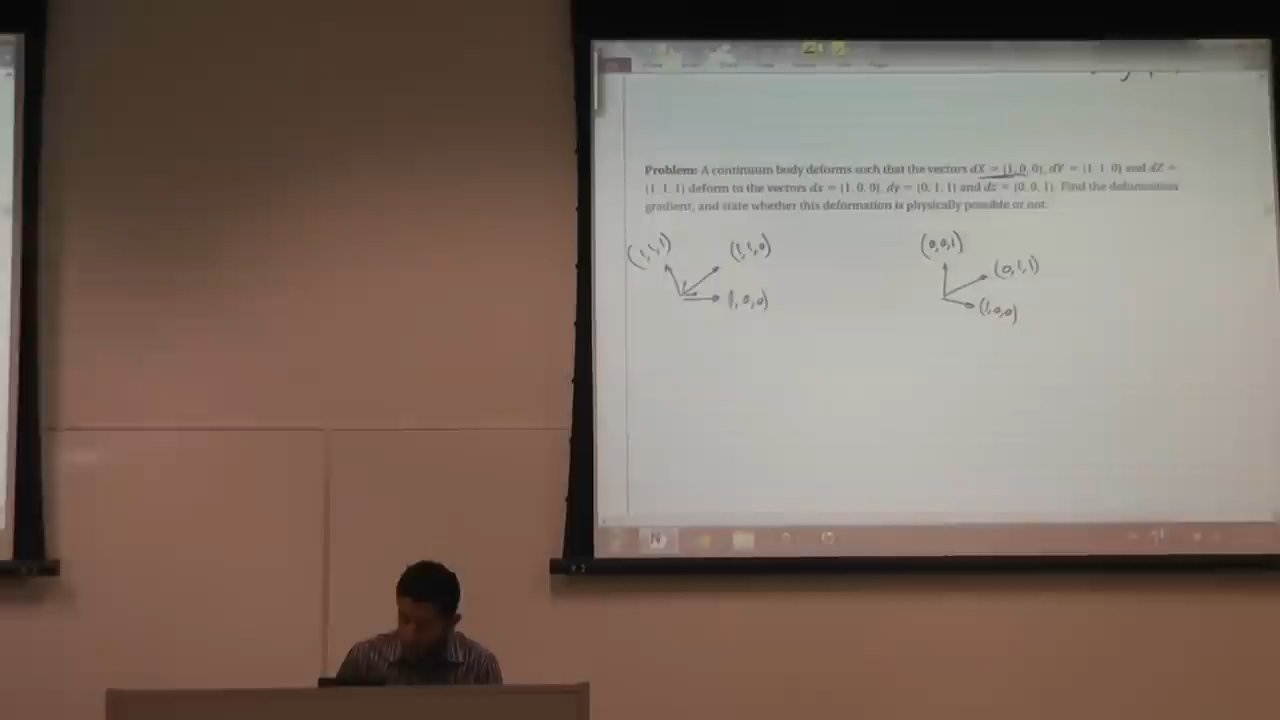 Problem: A continuum body deforms such that the vectors dX = {1, 0, 0}, dY = {1, 1, 0} and dZ =
{1, 1, 1} deform to the vectors dx = {1, 0, 0}, dy = {0, 1, 1} and dz = {0, 0, 1}. Find the deformation
gradient, and state whether this deformation is physically possible or not.
(1,1,1) (1,1,0) (0,0,1)
(0,1,1)
(1,0,0) (1,0,0)